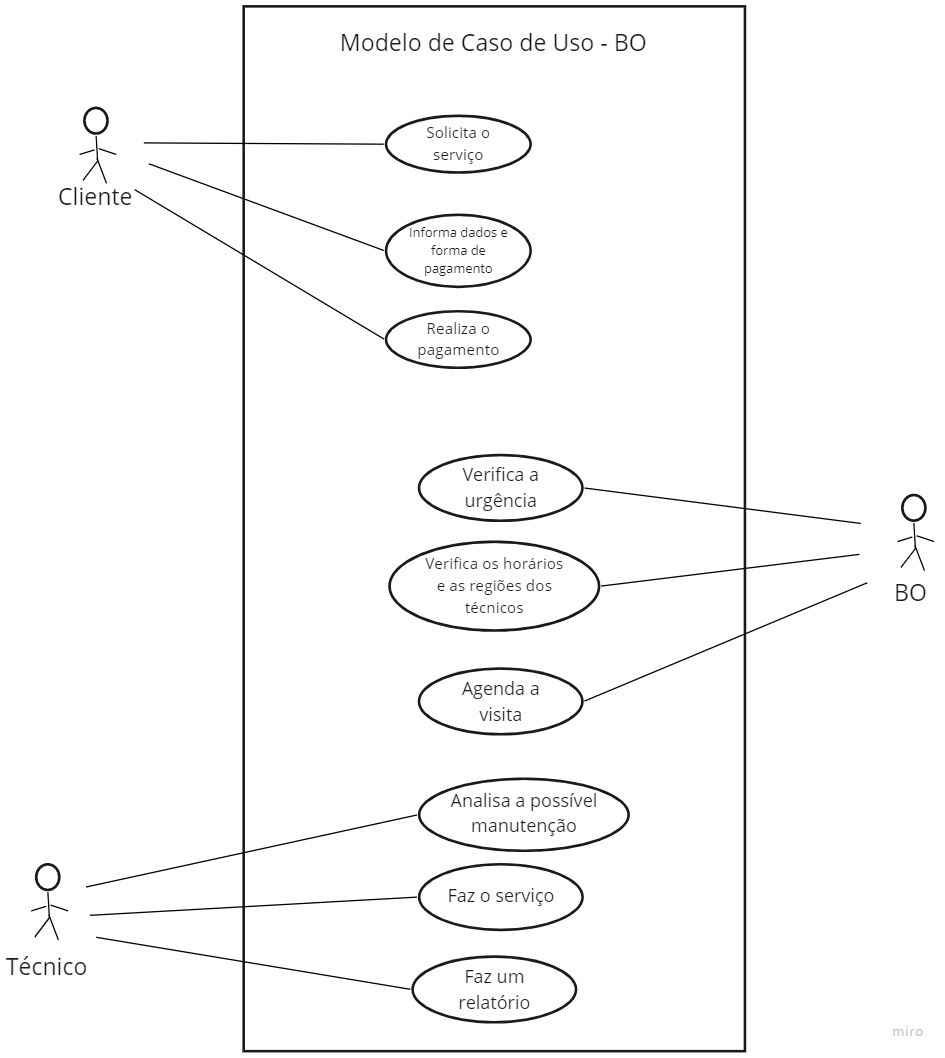 Modelo de Caso de Uso - BO
Cliente
Solicita o
serviço
Informa dados e
forma de
pagamento
Realiza o
pagamento
Verifica a
urgência
Verifica os horários
e as regiões dos
técnicos
BO
Agenda a
visita
Analisa a possível
manutenção
Faz o serviço
Técnico
Faz um
relatório
miro